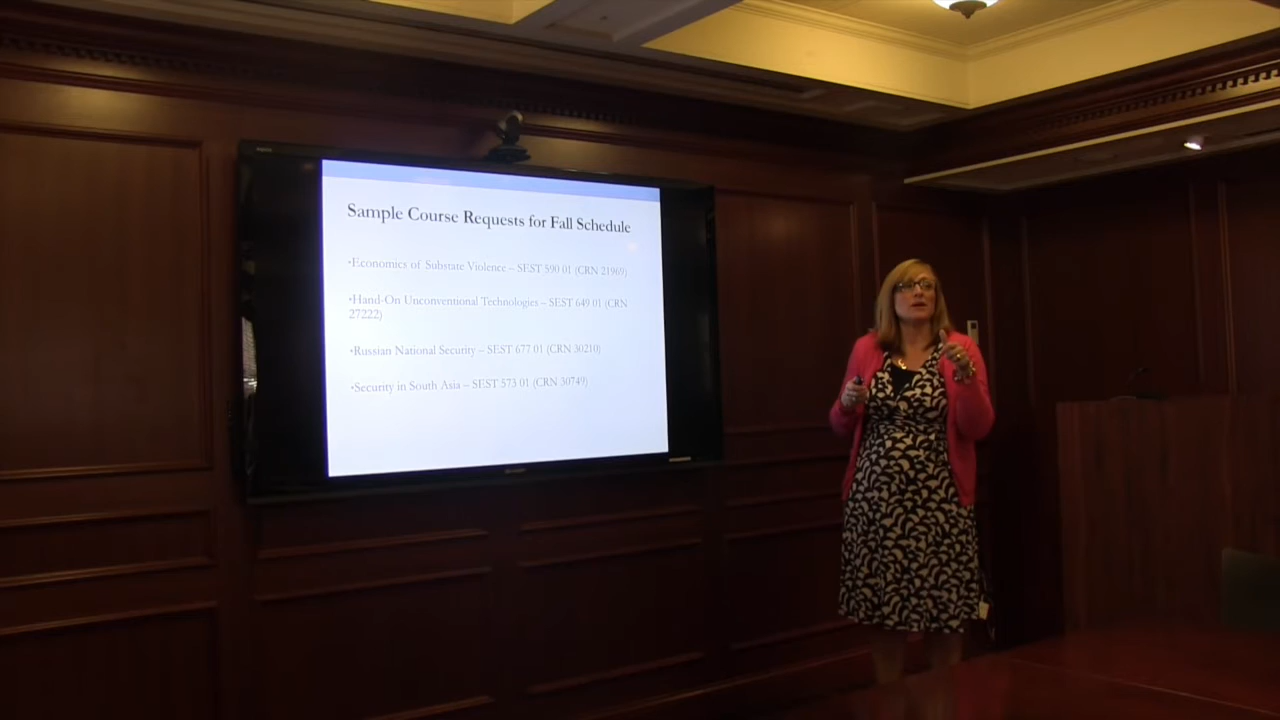 Sample Course Requests for Fall Schedule
•Economics of Substate Violence – SEST 590 01 (CRN 21969)
•Hand-On Unconventional Technologies – SEST 649 01 (CRN
27222)
•Russian National Security – SEST 677 01 (CRN 30210)
•Security in South Asia – SEST 573 01 (CRN 30749)
SHARP